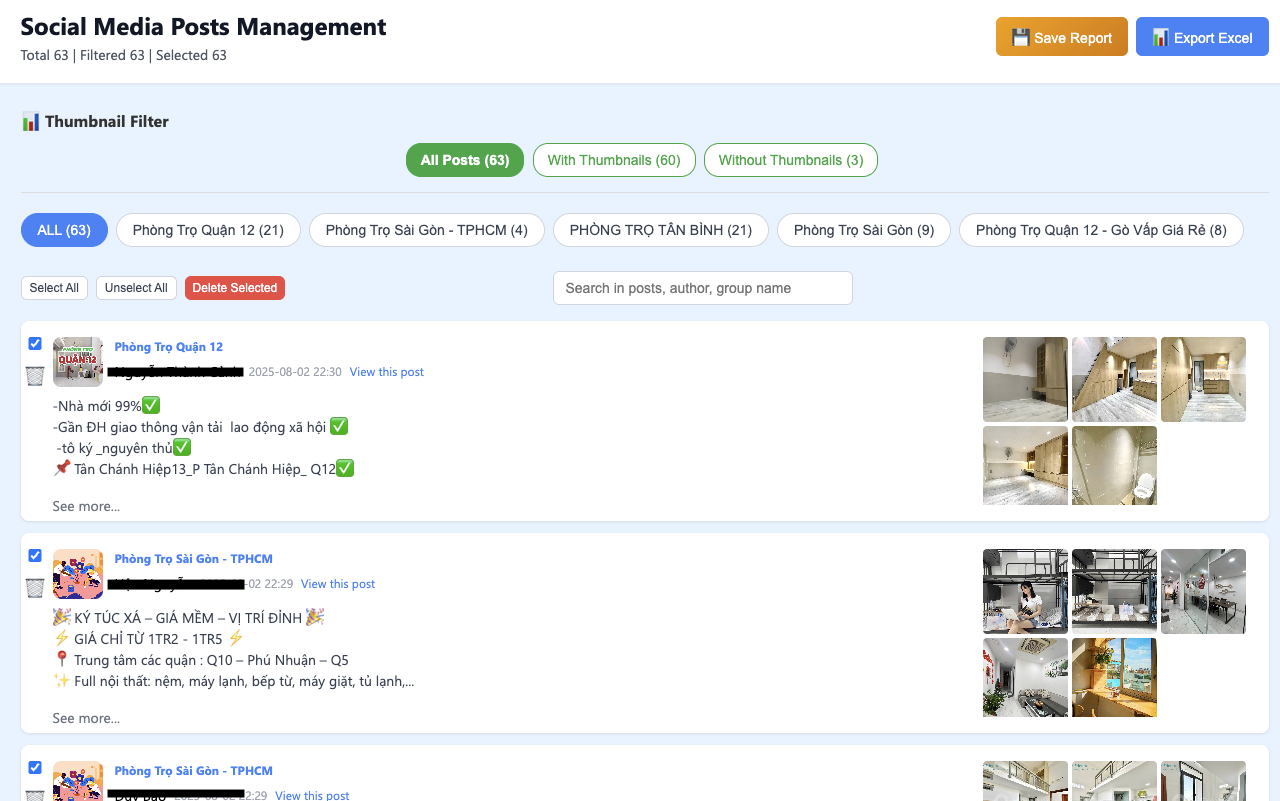 Social Media Posts Management
Total 63 | Filtered 63 | Selected 63
💾 Save Report
📊 Export Excel
📊 Thumbnail Filter
All Posts (63)
With Thumbnails (60)
Without Thumbnails (3)
ALL (63)
Phòng Trọ Quận 12 (21)
Phòng Trọ Sài Gòn - TPHCM (4)
PHÒNG TRỌ TÂN BÌNH (21)
Phòng Trọ Sài Gòn (9)
Phòng Trọ Quận 12 - Gò Vấp Giá Rẻ (8)
Select All
Unselect All
Delete Selected
Search in posts, author, group name
QUẬN 12
Phòng Trọ Quận 12
2025-08-02 22:30 View this post
-Nhà mới 99%✅
-Gần ĐH giao thông vận tải lao động xã hội ✅
-tô ký _nguyên thủ✅
📌 Tân Chánh Hiệp13_P Tân Chánh Hiệp_ Q12✅
See more...
Phòng Trọ Sài Gòn - TPHCM
-02 22:29 View this post
🎉 KÝ TÚC XÁ – GIÁ MỀM – VỊ TRÍ ĐỈNH 🎉
⚡ GIÁ CHỈ TỪ 1TR2 - 1TR5 ⚡
📍 Trung tâm các quận : Q10 – Phú Nhuận – Q5
✨ Full nội thất: nệm, máy lạnh, bếp từ, máy giặt, tủ lạnh,...
See more...
Phòng Trọ Sài Gòn - TPHCM
:29 View this post